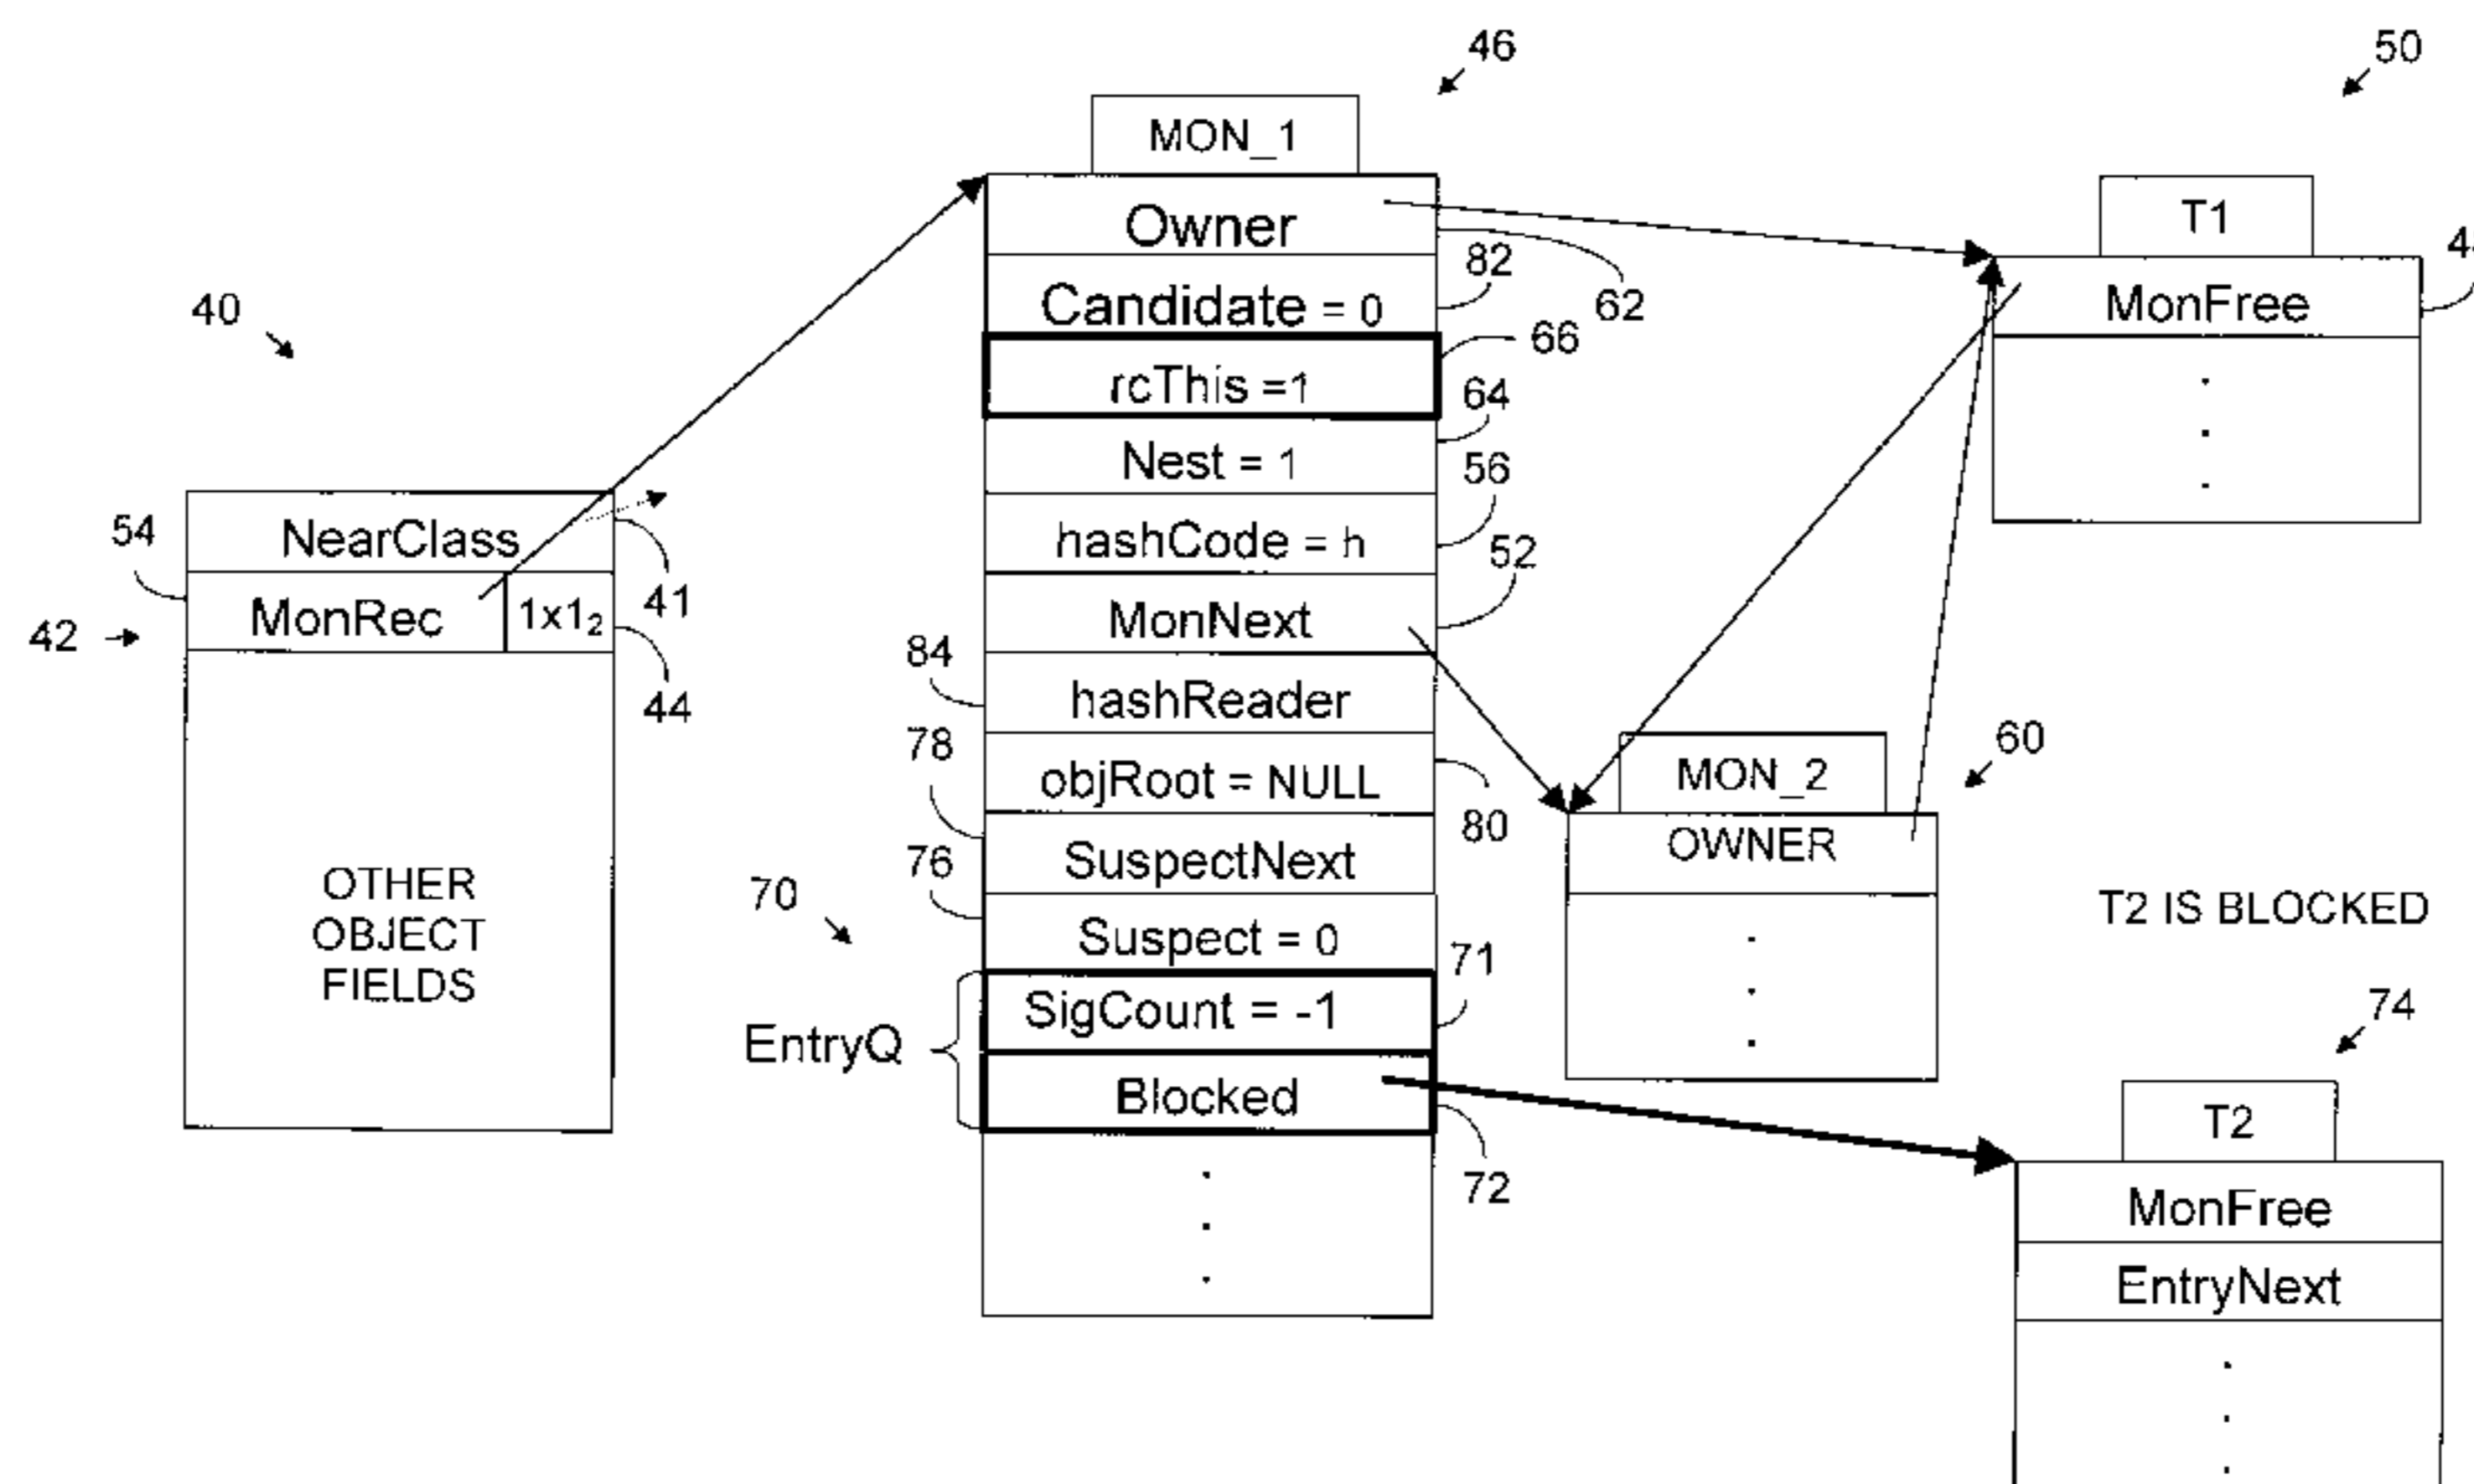 46
50
MON_1
T1
Owner
62
MonFree
Candidate = 0
82
rcThis =1
66
Nest = 1
64
hashCode = h
56
MonNext
52
hashReader
84
objRoot = NULL
80
SuspectNext
78
Suspect = 0
76
70
EntryQ
SigCount = -1
71
Blocked
72
40
NearClass
41
54
MonRec
1x1₂
44
42
OTHER
OBJECT
FIELDS
60
MON_2
OWNER
T2 IS BLOCKED
74
T2
MonFree
EntryNext